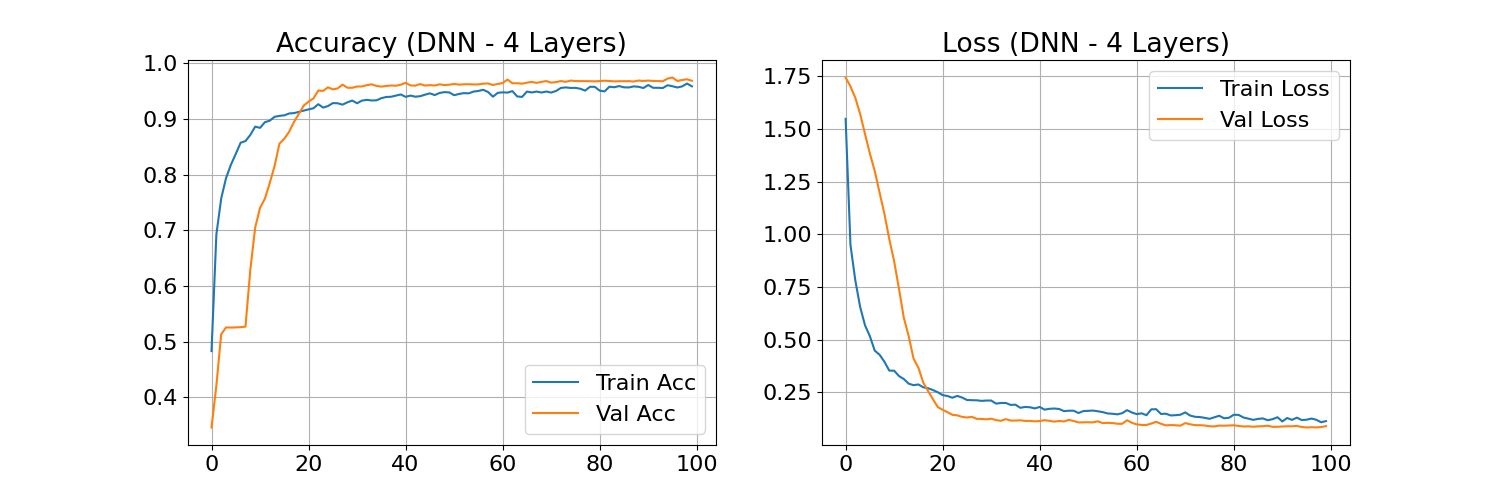 Accuracy (DNN - 4 Layers)
1.0
0.9
0.8
0.7
0.6
0.5
0.4
0 20 40 60 80 100
Train Acc
Val Acc
Loss (DNN - 4 Layers)
1.75
1.50
1.25
1.00
0.75
0.50
0.25
0 20 40 60 80 100
Train Loss
Val Loss